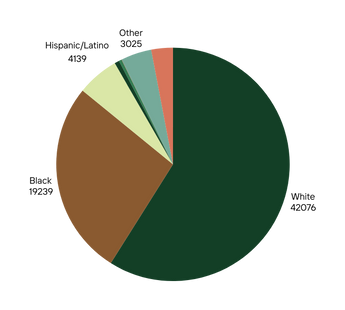 Other
3025
Hispanic/Latino
4139
Black
19239
White
42076